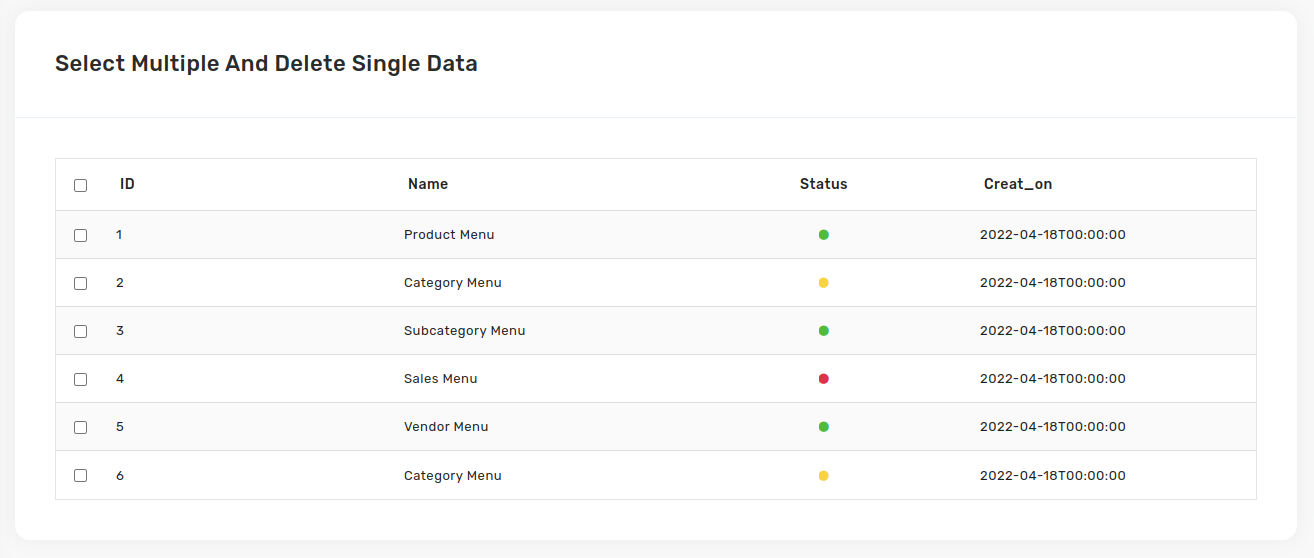 Select Multiple And Delete Single Data
ID Name Status Creat_on
1 Product Menu 2022-04-18T00:00:00
2 Category Menu 2022-04-18T00:00:00
3 Subcategory Menu 2022-04-18T00:00:00
4 Sales Menu 2022-04-18T00:00:00
5 Vendor Menu 2022-04-18T00:00:00
6 Category Menu 2022-04-18T00:00:00